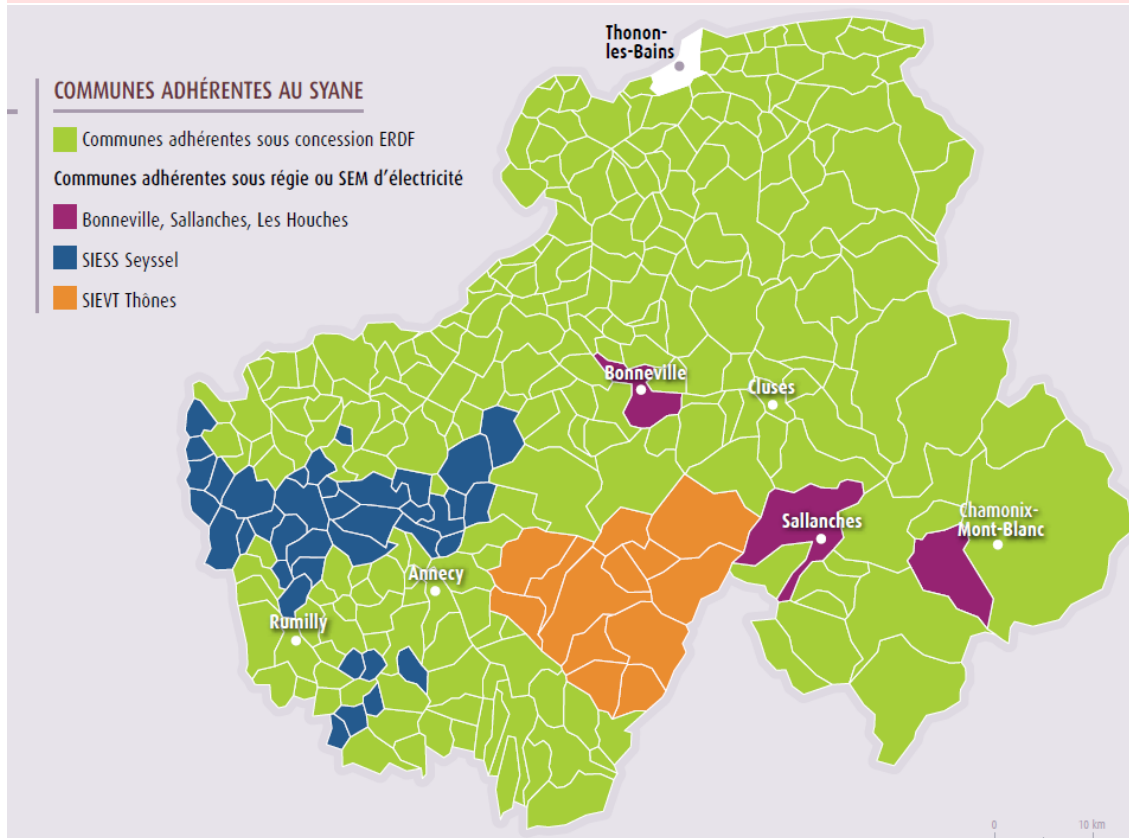 Thonon-
les-Bains
COMMUNES ADHÉRENTES AU SYANE
Communes adhérentes sous concession ERDF
Communes adhérentes sous régie ou SEM d'électricité
Bonneville, Sallanches, Les Houches
SIESS Seyssel
SIEVT Thônes
Bonneville
Cluses
Sallanches
Chamonix-
Mont-Blanc
Annecy
Rumilly
0 10 km